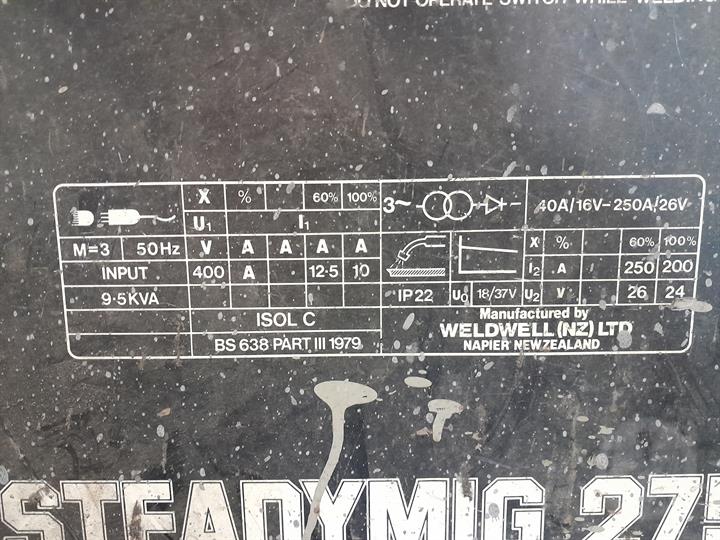 DO NOT OPERATE SWITCH WHILE WELDING
X % 60% 100%
U₁ I₁
M=3 50Hz V A A A A
INPUT 400 A 12·5 10
9·5KVA
ISOL C
BS 638 PART III 1979
3~ 40A/16V-250A/26V
X % 60% 100%
I₂ A 250 200
IP22 U₀ 18/37V U₂ V 26 24
Manufactured by
WELDWELL (NZ) LTD
NAPIER NEW ZEALAND
STEADYMIG 275